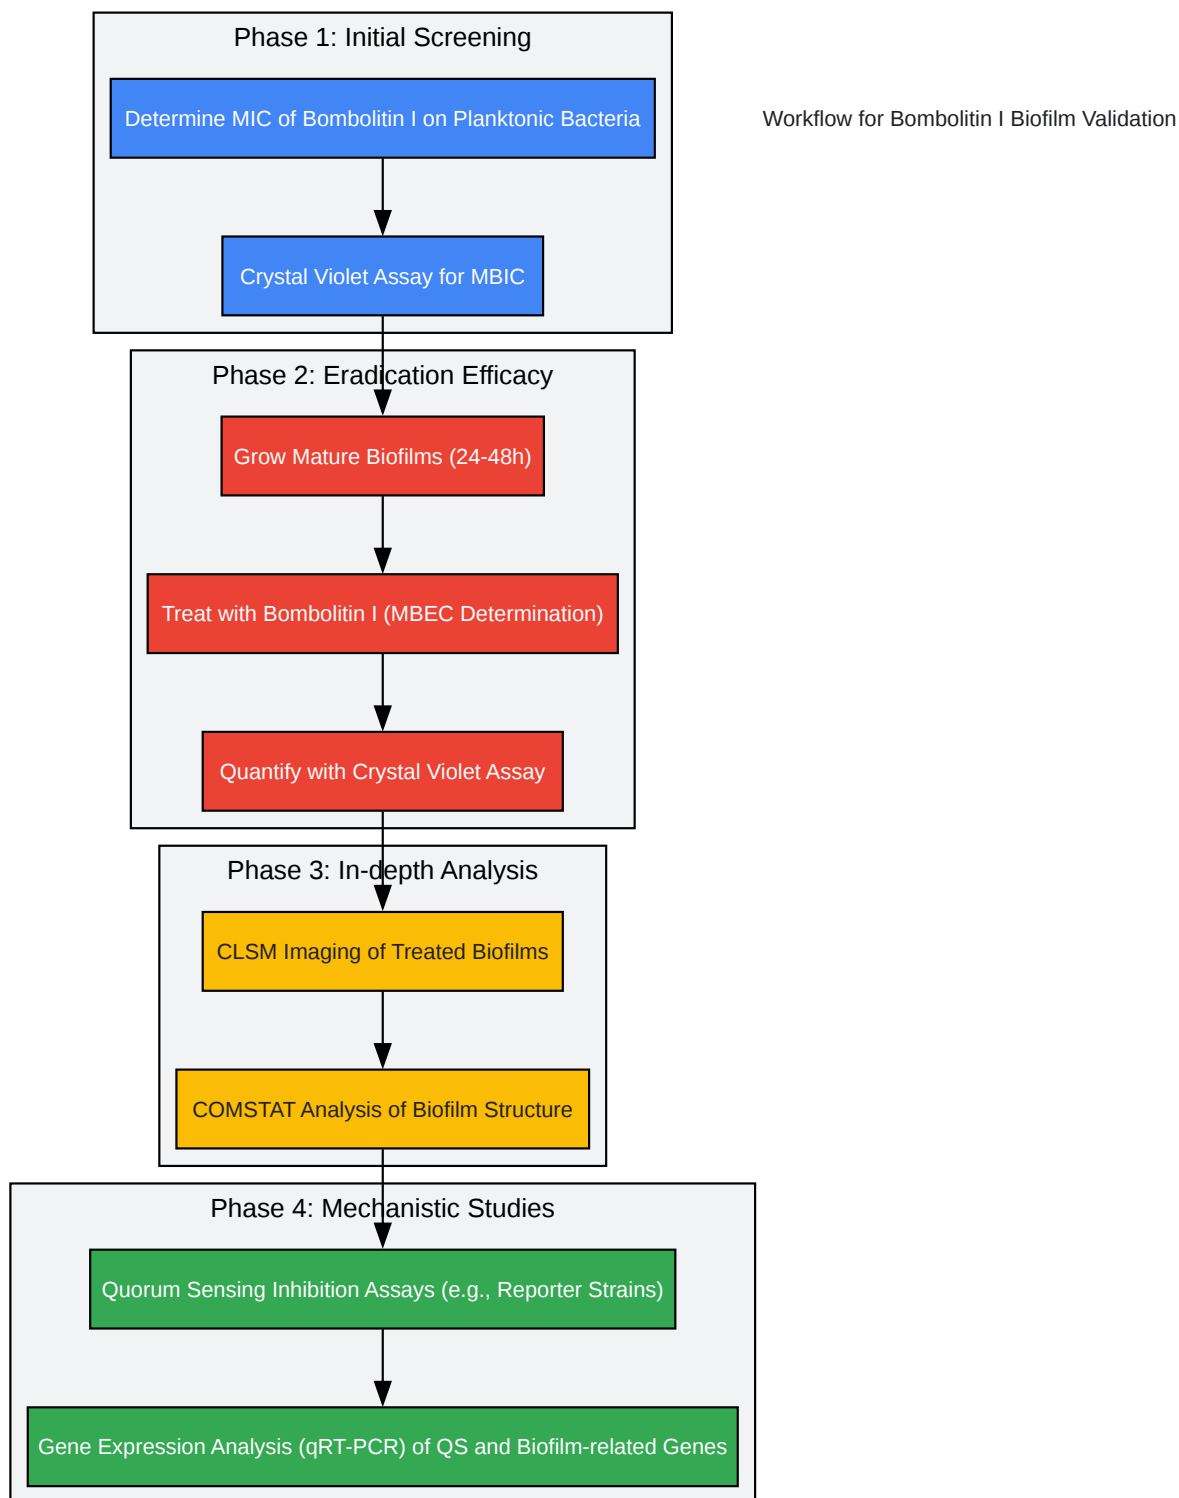 Phase 1: Initial Screening
Determine MIC of Bombolitin I on Planktonic Bacteria
Workflow for Bombolitin I Biofilm Validation
Crystal Violet Assay for MBIC
Phase 2: Eradication Efficacy
Grow Mature Biofilms (24-48h)
Treat with Bombolitin I (MBEC Determination)
Quantify with Crystal Violet Assay
Phase 3: In-depth Analysis
CLSM Imaging of Treated Biofilms
COMSTAT Analysis of Biofilm Structure
Phase 4: Mechanistic Studies
Quorum Sensing Inhibition Assays (e.g., Reporter Strains)
Gene Expression Analysis (qRT-PCR) of QS and Biofilm-related Genes